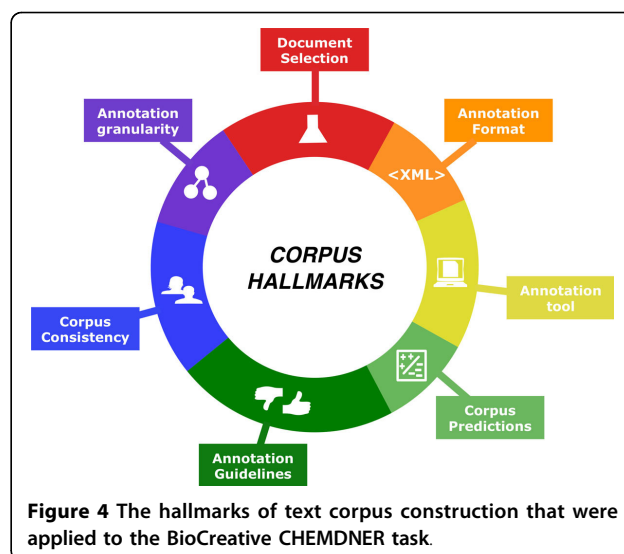 Document
Selection
Annotation
granularity
Annotation
Format
<XML>
CORPUS
HALLMARKS
Annotation
tool
Corpus
Consistency
Corpus
Predictions
Annotation
Guidelines
Figure 4 The hallmarks of text corpus construction that were
applied to the BioCreative CHEMDNER task.